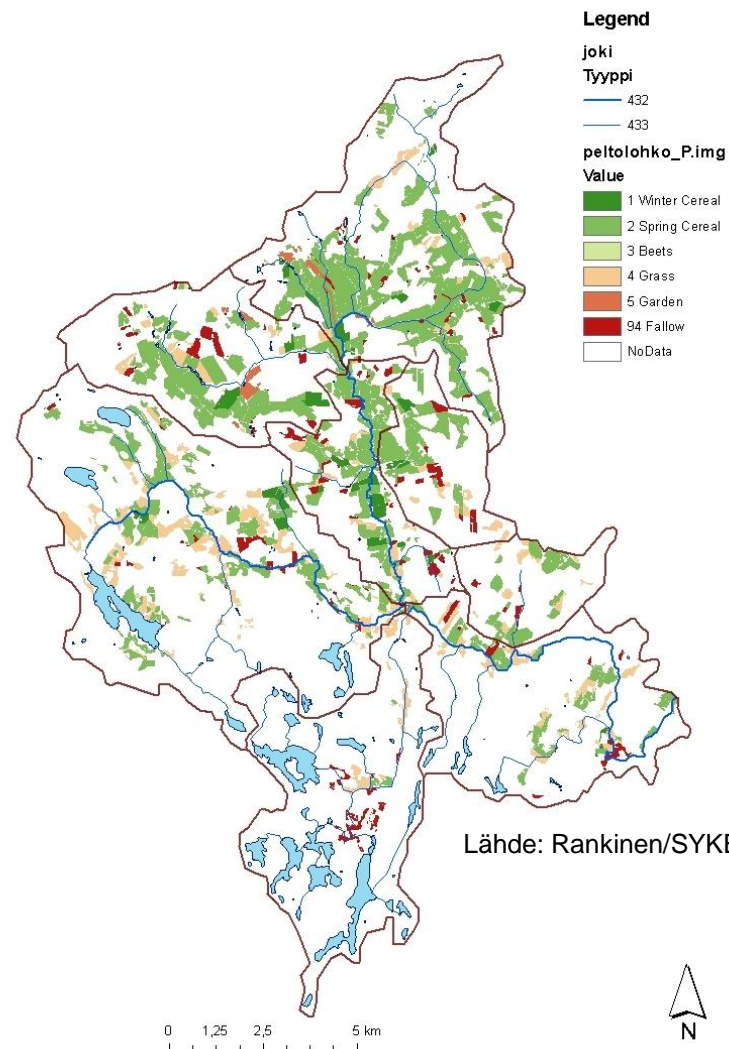 Legend
joki
Tyyppi
432
433
peltolohko_P.img
Value
1 Winter Cereal
2 Spring Cereal
3 Beets
4 Grass
5 Garden
94 Fallow
NoData
Lähde: Rankinen/SYKE
0 1,25 2,5 5 km
N